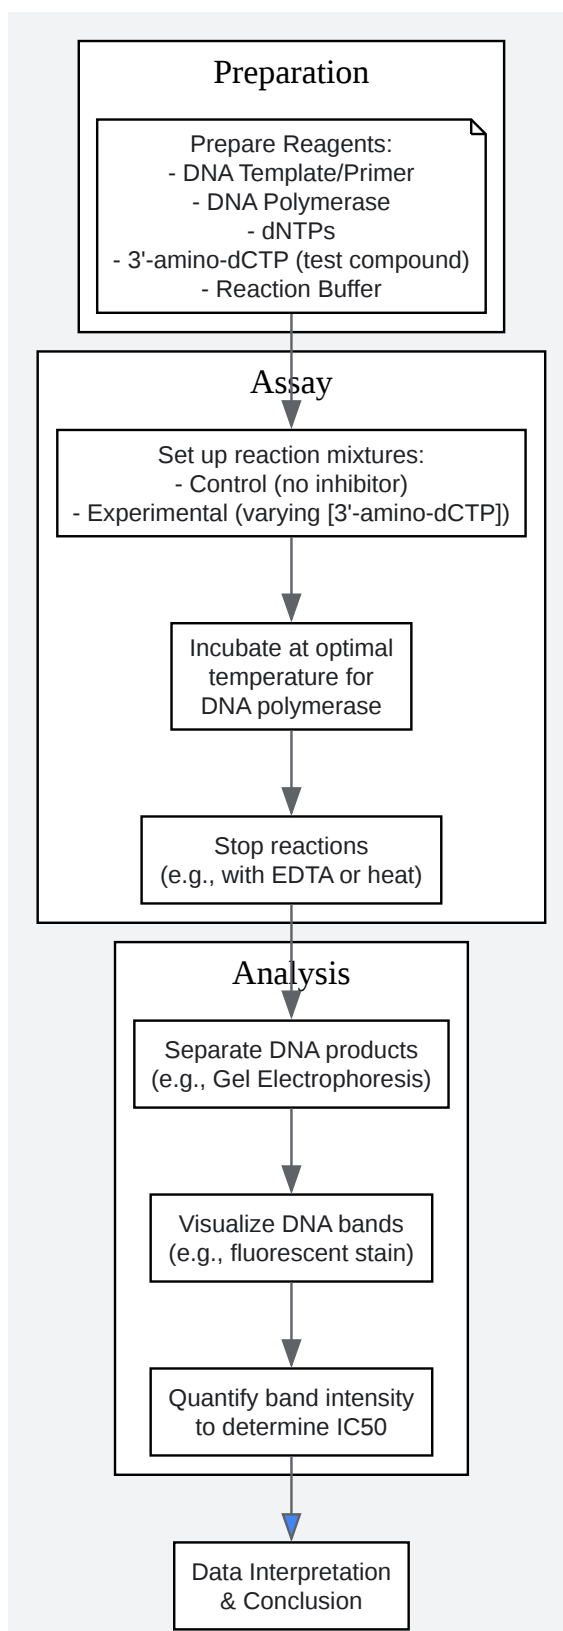 Preparation
Prepare Reagents:
- DNA Template/Primer
- DNA Polymerase
- dNTPs
- 3'-amino-dCTP (test compound)
- Reaction Buffer
Assay
Set up reaction mixtures:
- Control (no inhibitor)
- Experimental (varying [3'-amino-dCTP])
Incubate at optimal
temperature for
DNA polymerase
Stop reactions
(e.g., with EDTA or heat)
Analysis
Separate DNA products
(e.g., Gel Electrophoresis)
Visualize DNA bands
(e.g., fluorescent stain)
Quantify band intensity
to determine IC50
Data Interpretation
& Conclusion